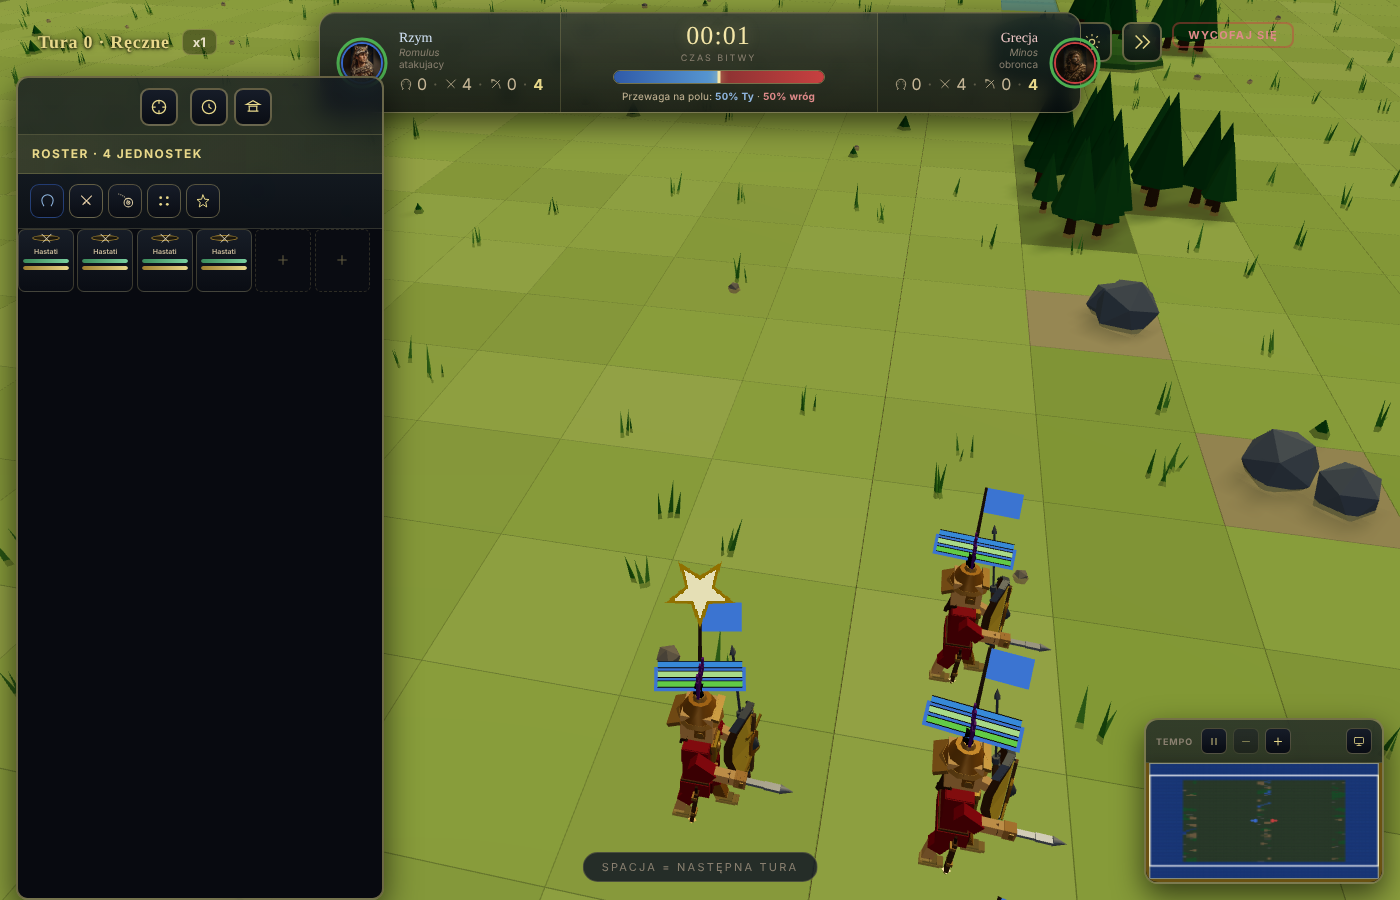 Tura 0 · Ręczne
x1
Rzym
Romulus
atakujący
0 · 4 · 0 · 4
00:01
CZAS BITWY
Przewaga na polu: 50% Ty · 50% wróg
Grecja
Minos
obronca
0 · 4 · 0 · 4
WYCOFAJ SIĘ
ROSTER · 4 JEDNOSTEK
Hastati
Hastati
Hastati
Hastati
TEMPO
SPACJA = NASTĘPNA TURA